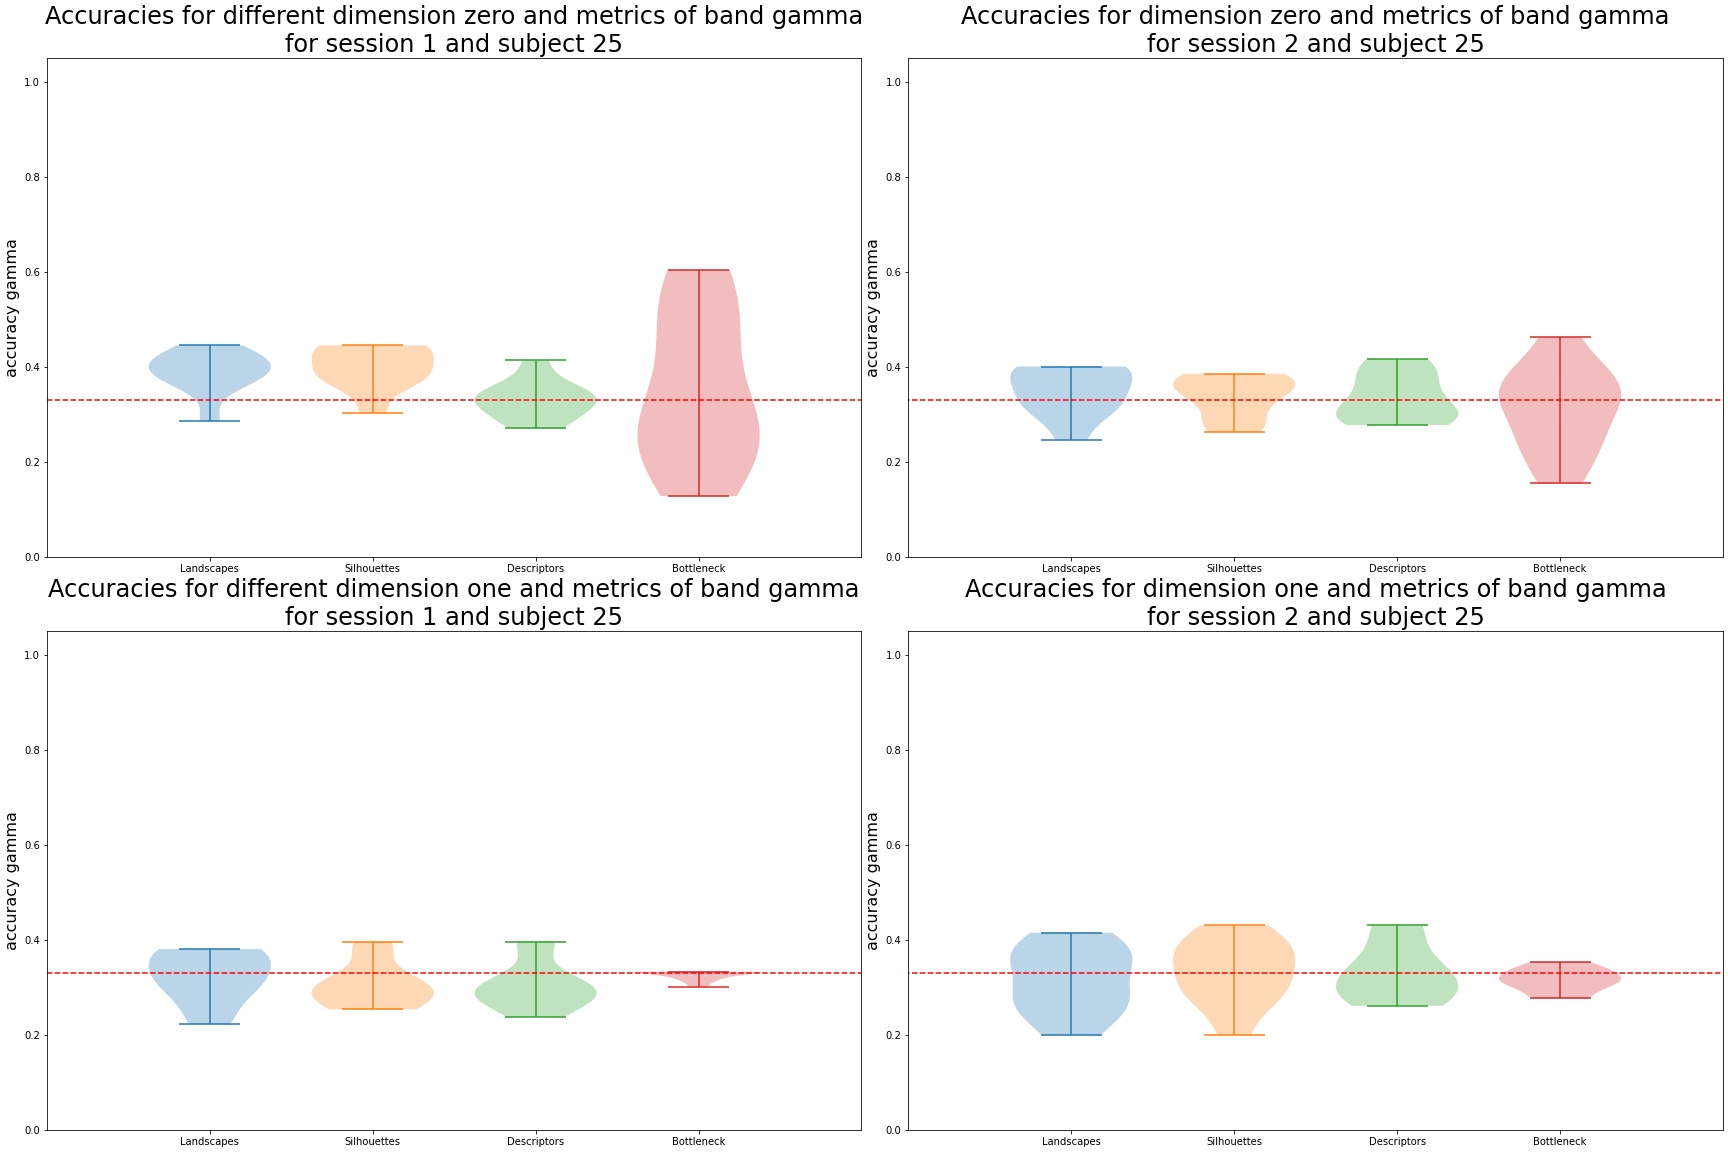 Accuracies for different dimension zero and metrics of band gamma
for session 1 and subject 25
accuracy gamma
1.0
0.8
0.6
0.4
0.2
0.0
Landscapes Silhouettes Descriptors Bottleneck
Accuracies for dimension zero and metrics of band gamma
for session 2 and subject 25
accuracy gamma
1.0
0.8
0.6
0.4
0.2
0.0
Landscapes Silhouettes Descriptors Bottleneck
Accuracies for different dimension one and metrics of band gamma
for session 1 and subject 25
accuracy gamma
1.0
0.8
0.6
0.4
0.2
0.0
Landscapes Silhouettes Descriptors Bottleneck
Accuracies for dimension one and metrics of band gamma
for session 2 and subject 25
accuracy gamma
1.0
0.8
0.6
0.4
0.2
0.0
Landscapes Silhouettes Descriptors Bottleneck